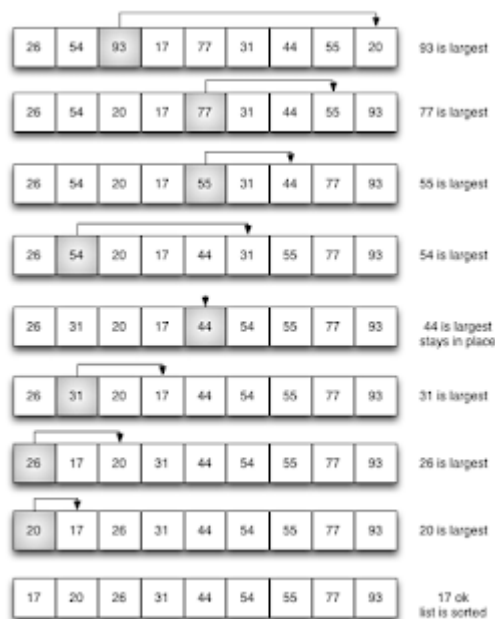 26 54 93 17 77 31 44 55 20 93 is largest
26 54 20 17 77 31 44 55 93 77 is largest
26 54 20 17 55 31 44 77 93 55 is largest
26 54 20 17 44 31 55 77 93 54 is largest
26 31 20 17 44 54 55 77 93 44 is largest
stays in place
26 31 20 17 44 54 55 77 93 31 is largest
26 17 20 31 44 54 55 77 93 26 is largest
20 17 26 31 44 54 55 77 93 20 is largest
17 20 26 31 44 54 55 77 93 17 ok
list is sorted